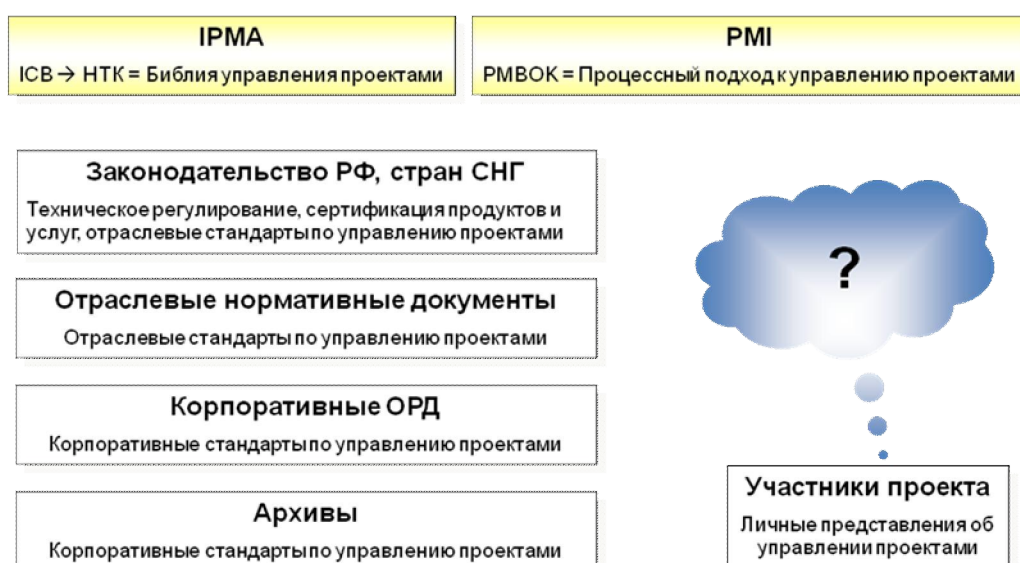 IPMA
ICB → НТК = Библия управления проектами
PMI
PMBOK = Процессный подход к управлению проектами
Законодательство РФ, стран СНГ
Техническое регулирование, сертификация продуктов и
услуг, отраслевые стандарты по управлению проектами
Отраслевые нормативные документы
Отраслевые стандарты по управлению проектами
Корпоративные ОРД
Корпоративные стандарты по управлению проектами
Архивы
Корпоративные стандарты по управлению проектами
?
Участники проекта
Личные представления об
управлении проектами